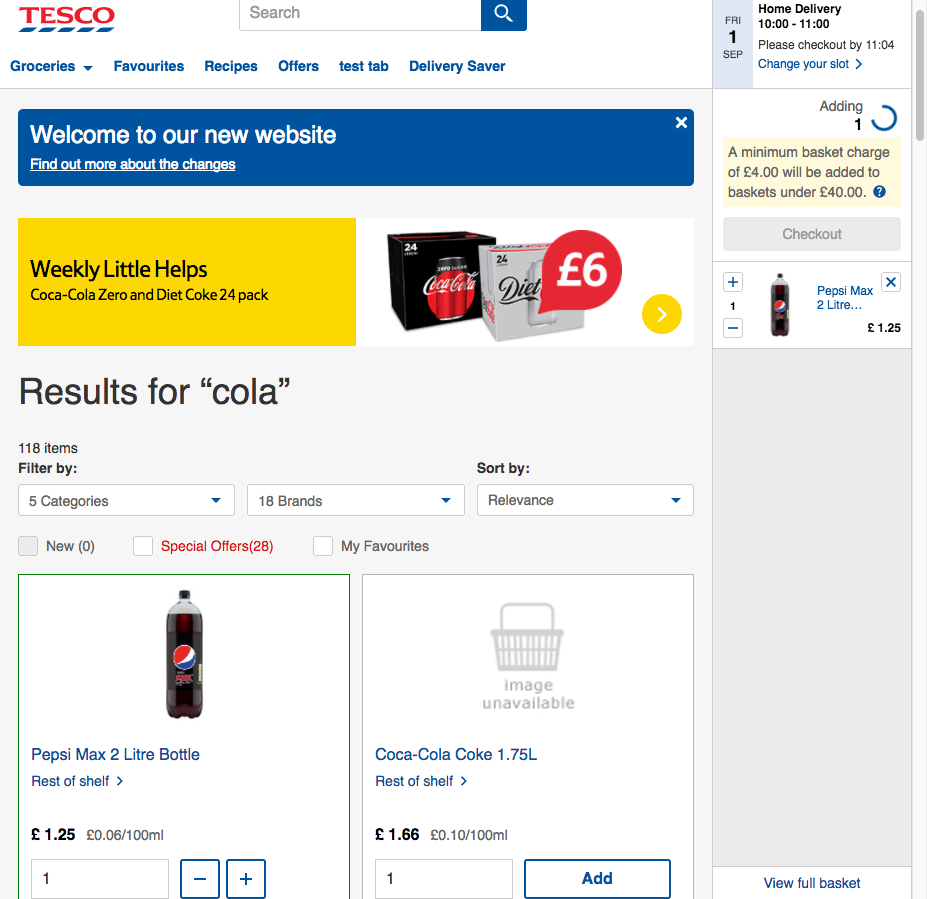 TESCO
Search
Groceries
Favourites
Recipes
Offers
test tab
Delivery Saver
FRI
1
SEP
Home Delivery
10:00 - 11:00
Please checkout by 11:04
Change your slot
Welcome to our new website
Find out more about the changes
Weekly Little Helps
Coca-Cola Zero and Diet Coke 24 pack
24
zero SUGAR
Coca-Cola
24
Diet
£6
Results for “cola”
118 items
Filter by:
Sort by:
5 Categories
18 Brands
Relevance
New (0)
Special Offers(28)
My Favourites
Pepsi Max 2 Litre Bottle
Rest of shelf
£ 1.25 £0.06/100ml
1
− +
image
unavailable
Coca-Cola Coke 1.75L
Rest of shelf
£ 1.66 £0.10/100ml
1
Add
Adding
1
A minimum basket charge
of £4.00 will be added to
baskets under £40.00. ?
Checkout
+
1
−
Pepsi Max
2 Litre...
£ 1.25
View full basket